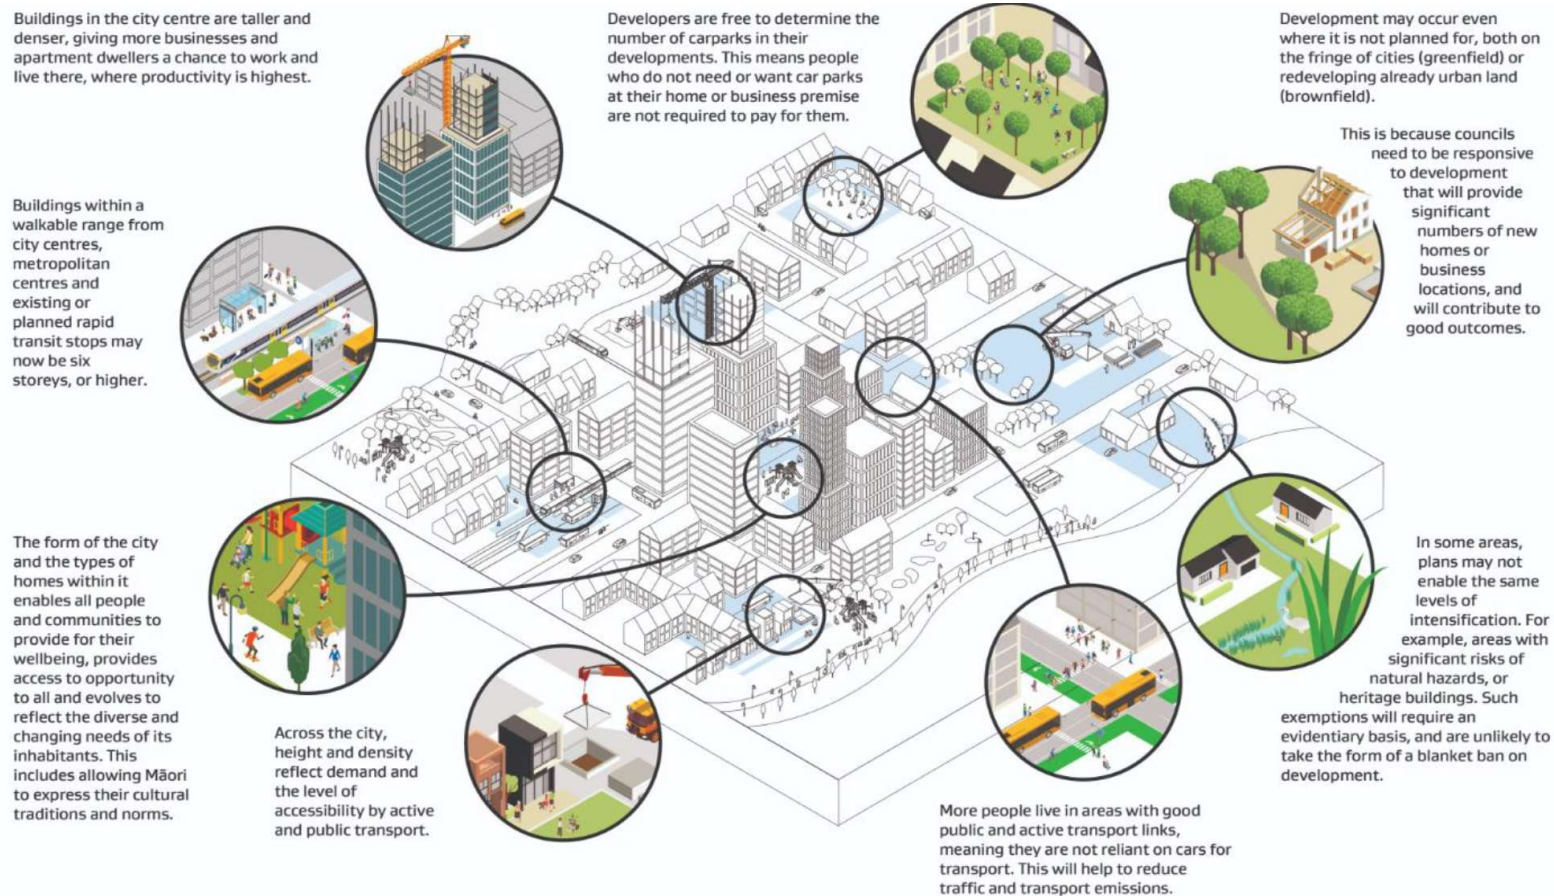 Buildings in the city centre are taller and
denser, giving more businesses and
apartment dwellers a chance to work and
live there, where productivity is highest.
Developers are free to determine the
number of carparks in their
developments. This means people
who do not need or want car parks
at their home or business premise
are not required to pay for them.
Development may occur even
where it is not planned for, both on
the fringe of cities (greenfield) or
redeveloping already urban land
(brownfield).
This is because councils
need to be responsive
to development
that will provide
significant
numbers of new
homes or
business
locations, and
will contribute to
good outcomes.
Buildings within a
walkable range from
city centres,
metropolitan
centres and
existing or
planned rapid
transit stops may
now be six
storeys, or higher.
The form of the city
and the types of
homes within it
enables all people
and communities to
provide for their
wellbeing, provides
access to opportunity
to all and evolves to
reflect the diverse and
changing needs of its
inhabitants. This
includes allowing Māori
to express their cultural
traditions and norms.
Across the city,
height and density
reflect demand and
the level of
accessibility by active
and public transport.
More people live in areas with good
public and active transport links,
meaning they are not reliant on cars for
transport. This will help to reduce
traffic and transport emissions.
In some areas,
plans may not
enable the same
levels of
intensification. For
example, areas with
significant risks of
natural hazards, or
heritage buildings. Such
exemptions will require an
evidentiary basis, and are unlikely to
take the form of a blanket ban on
development.